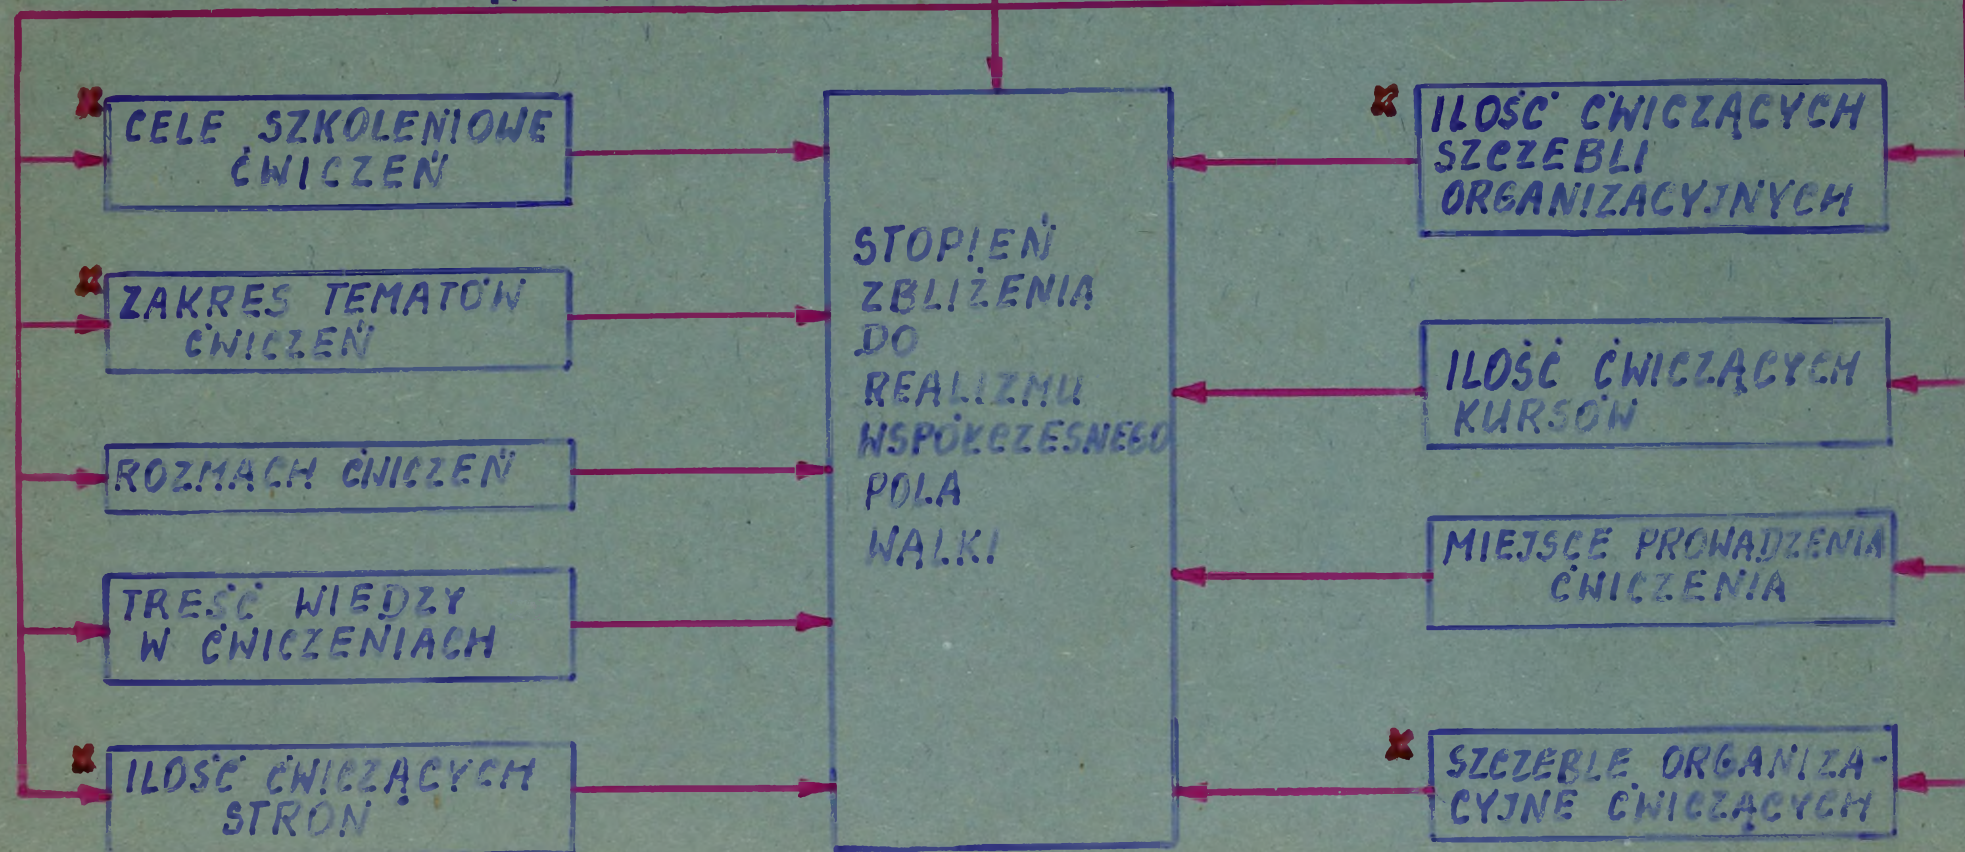 CELE SZKOLENIOWE
ĆWICZEŃ
ZAKRES TEMATÓW
ĆWICZEŃ
ROZMACH ĆWICZEŃ
TREŚĆ WIEDZY
W ĆWICZENIACH
ILOŚĆ ĆWICZĄCYCH
STRON
STOPIEŃ
ZBLIŻENIA
DO
REALIZMU
WSPÓŁCZESNEGO
POLA
WALKI
ILOŚĆ ĆWICZĄCYCH
SZCZEBLI
ORGANIZACYJNYCH
ILOŚĆ ĆWICZĄCYCH
KURSÓW
MIEJSCE PROWADZENIA
ĆWICZENIA
SZCZEBLE ORGANIZA-
CYJNE ĆWICZĄCYCH